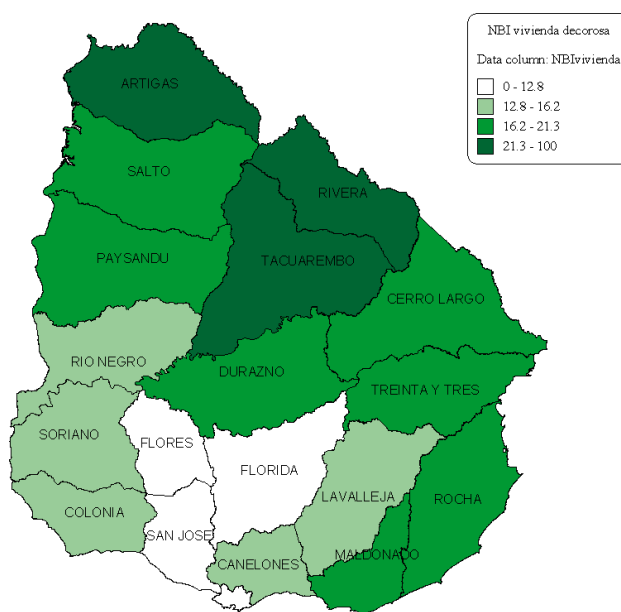 NBI vivienda decorosa
Data column: NBIvivienda
0 - 12.8
12.8 - 16.2
16.2 - 21.3
21.3 - 100
ARTIGAS
SALTO
RIVERA
PAYSANDU
TACUAREMBO
CERRO LARGO
RIO NEGRO
DURAZNO
TREINTA Y TRES
SORIANO
FLORES
FLORIDA
LAVALLEJA
ROCHA
COLONIA
SAN JOSE
CANELONES
MALDONADO